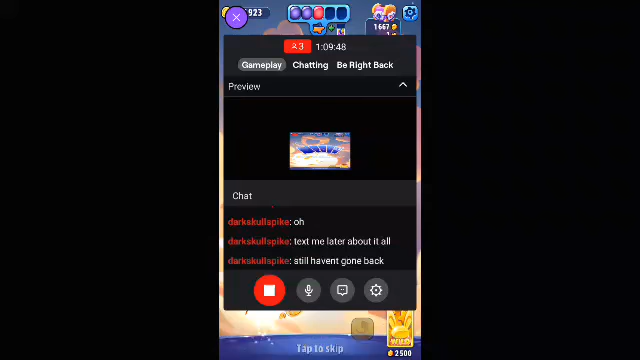 923
1667
3 1:09:48
Gameplay Chatting Be Right Back
Preview
Chat
darkskullspike: oh
darkskullspike: text me later about it all
darkskullspike: still havent gone back
WILD
Tap to skip
2500